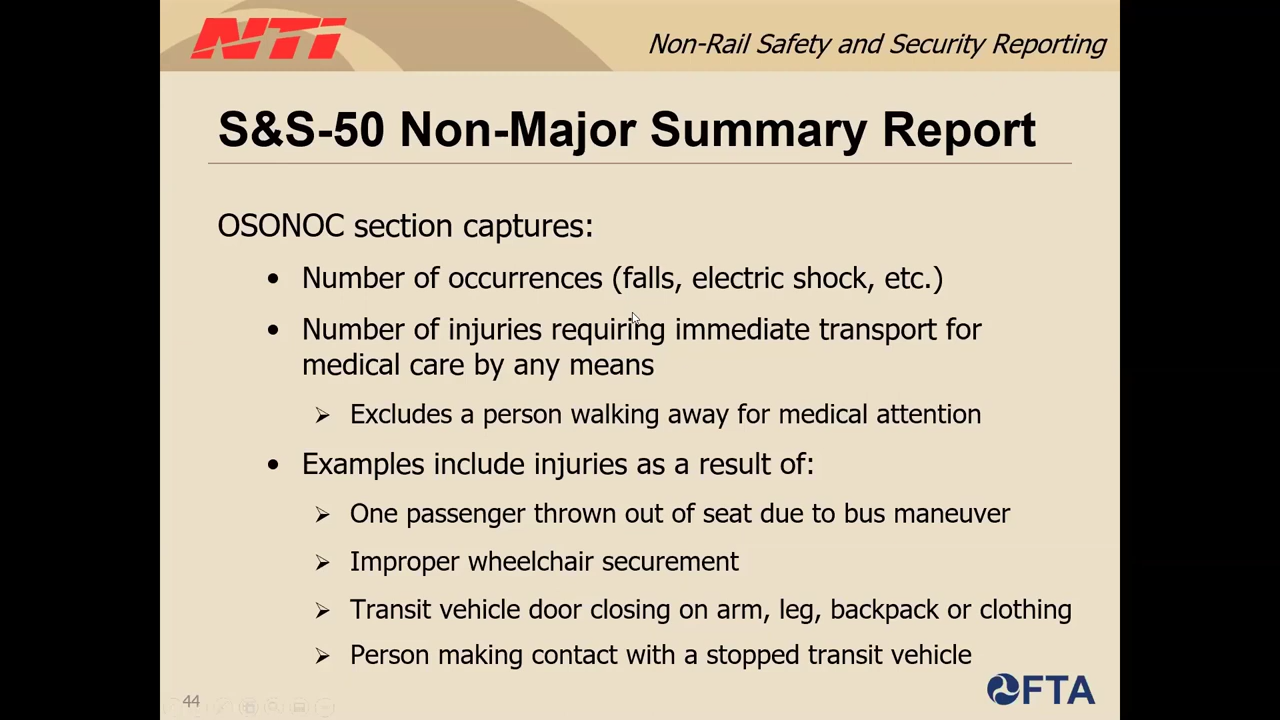 NTI
Non-Rail Safety and Security Reporting
S&S-50 Non-Major Summary Report
OSONOC section captures:
• Number of occurrences (falls, electric shock, etc.)
• Number of injuries requiring immediate transport for
medical care by any means
➢ Excludes a person walking away for medical attention
• Examples include injuries as a result of:
➢ One passenger thrown out of seat due to bus maneuver
➢ Improper wheelchair securement
➢ Transit vehicle door closing on arm, leg, backpack or clothing
➢ Person making contact with a stopped transit vehicle
44
FTA